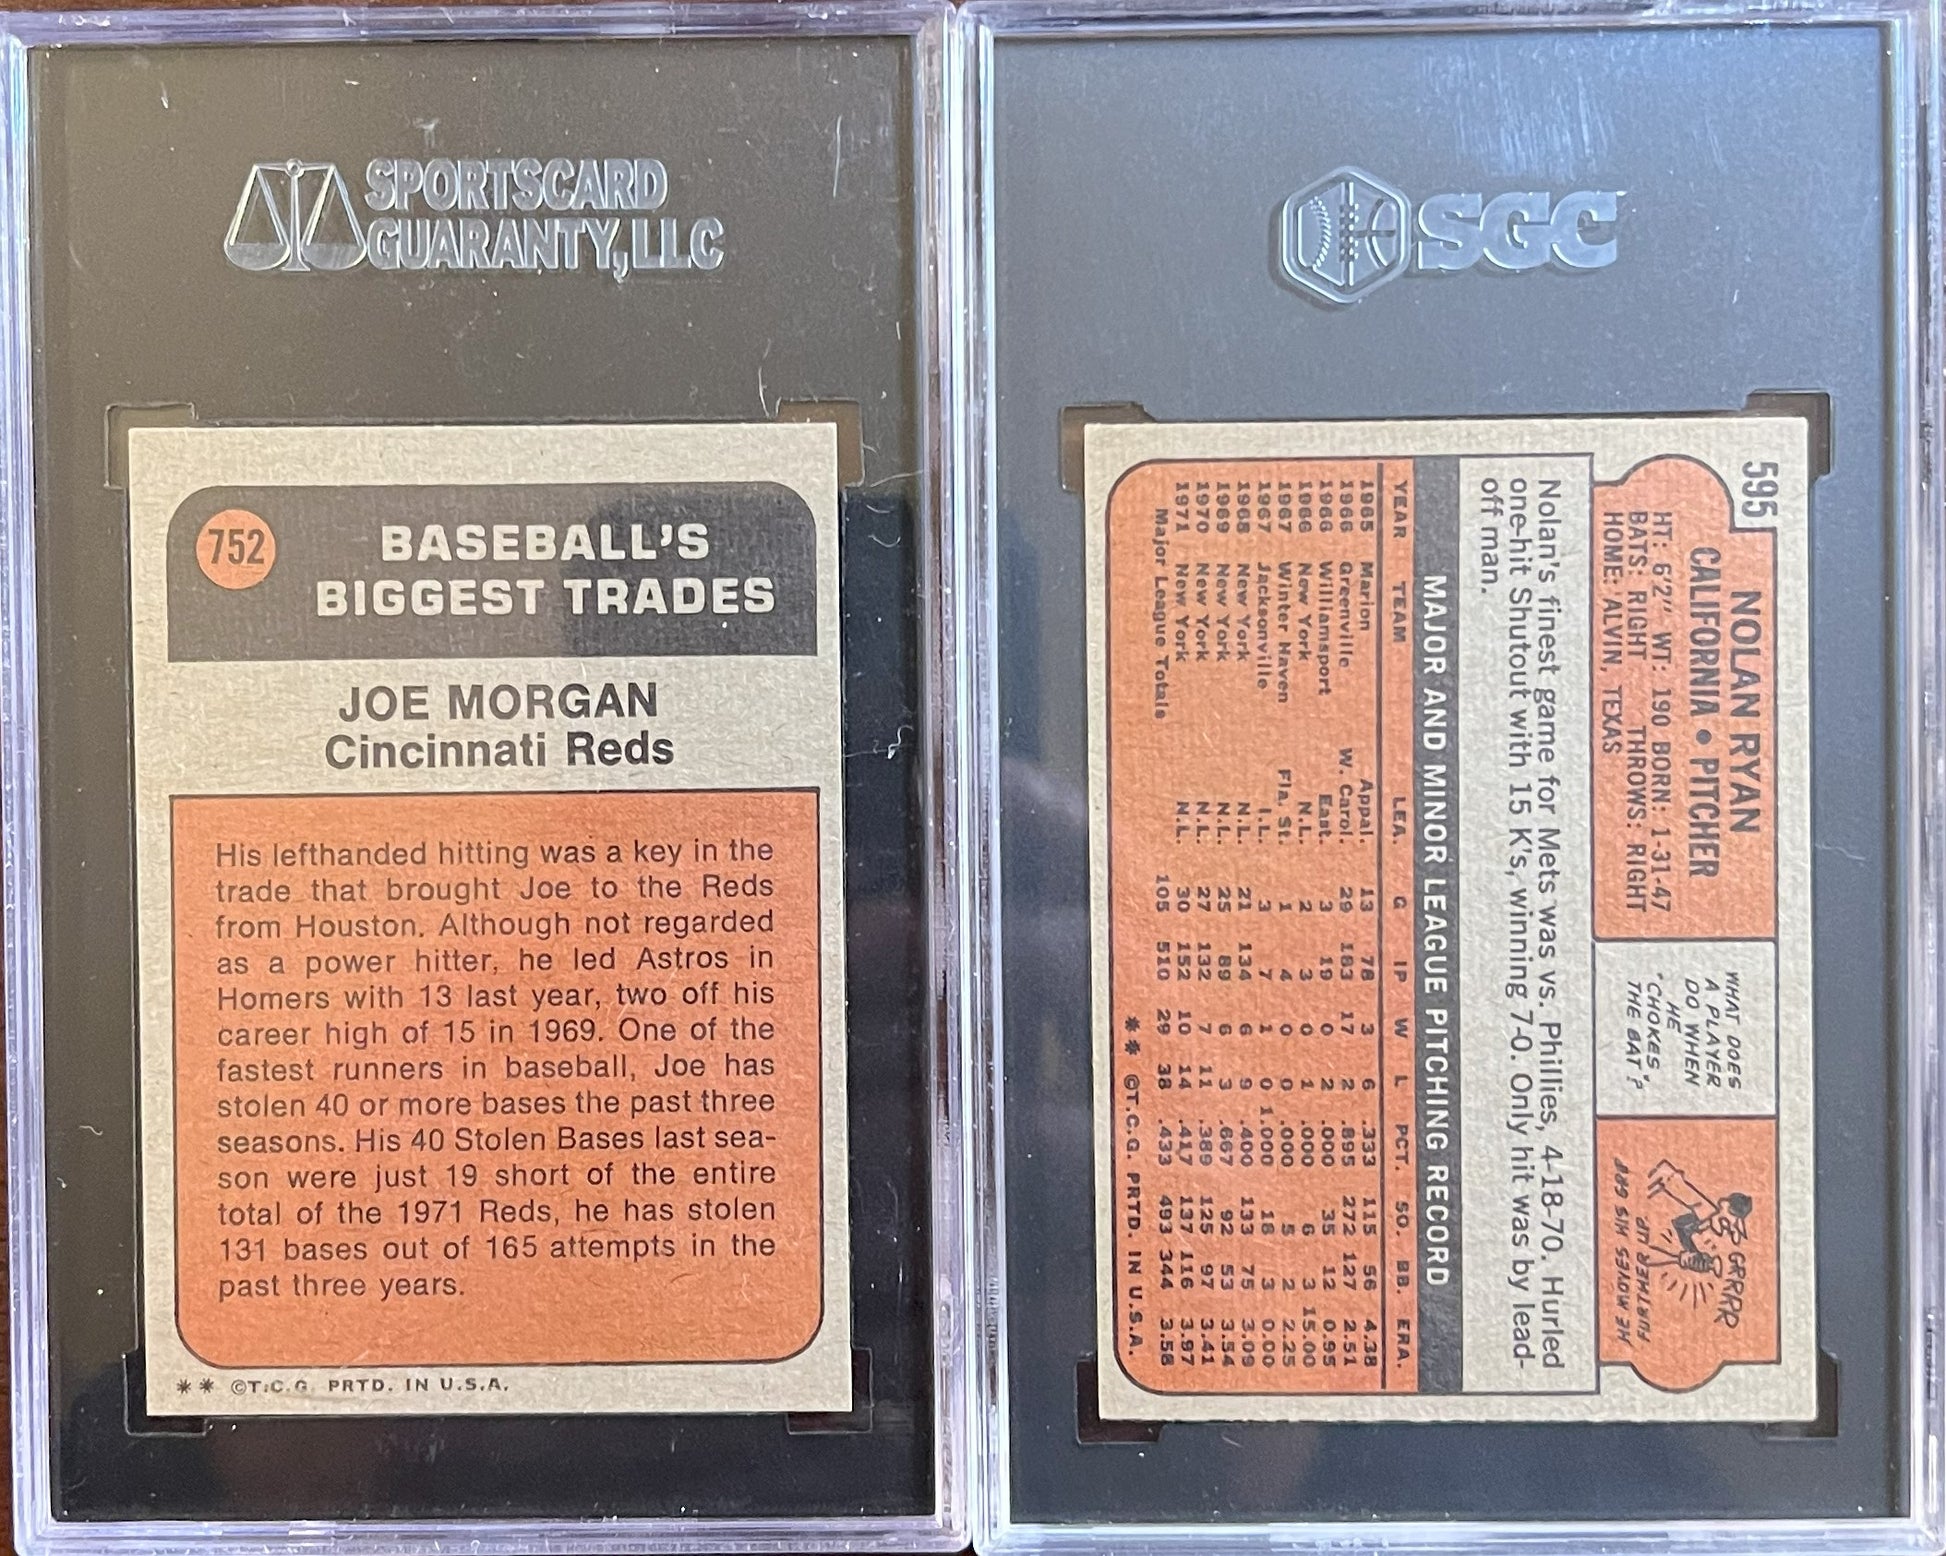 SPORTSCARD
GUARANTY, LLC
752
BASEBALL'S
BIGGEST TRADES
JOE MORGAN
Cincinnati Reds
His lefthanded hitting was a key in the
trade that brought Joe to the Reds
from Houston. Although not regarded
as a power hitter, he led Astros in
Homers with 13 last year, two off his
career high of 15 in 1969. One of the
fastest runners in baseball, Joe has
stolen 40 or more bases the past three
seasons. His 40 Stolen Bases last sea-
son were just 19 short of the entire
total of the 1971 Reds, he has stolen
131 bases out of 165 attempts in the
past three years.
** ©T.C.G. PRTD. IN U.S.A.
SGC
595
NOLAN RYAN
CALIFORNIA • PITCHER
HT: 6'2" WT: 190 BORN: 1-31-47
BATS: RIGHT THROWS: RIGHT
HOME: ALVIN, TEXAS
WHAT DOES
A PLAYER
DO WHEN
HE
"CHOKES"
THE BAT?
GRRRR
HE MOVES HIS GRIP
FURTHER UP
Nolan's finest game for Mets was vs. Phillies, 4-18-70. Hurled
one-hit Shutout with 15 K's, winning 7-0. Only hit was by lead-
off man.
MAJOR AND MINOR LEAGUE PITCHING RECORD
YEAR TEAM LEA. G IP W L PCT. SO. BB. ERA.
1965 Marion Appal. 13 78 3 6 .333 115 56 4.38
1966 Greenville W. Carol. 29 183 17 2 .895 272 127 2.51
1966 Williamsport East. 3 19 0 2 .000 35 12 0.95
1966 New York N.L. 2 3 0 1 .000 6 3 15.00
1967 Winter Haven Fla. St. 1 4 0 0 .000 5 2 2.25
1967 Jacksonville I.L. 3 7 1 0 1.000 18 3 0.00
1968 New York N.L. 21 134 6 9 .400 133 75 3.09
1969 New York N.L. 25 89 6 3 .667 92 53 3.54
1970 New York N.L. 27 132 7 11 .389 125 97 3.41
1971 New York N.L. 30 152 10 14 .417 137 116 3.97
Major League Totals 105 510 29 38 .433 493 344 3.58
** ©T.C.G. PRTD. IN U.S.A.